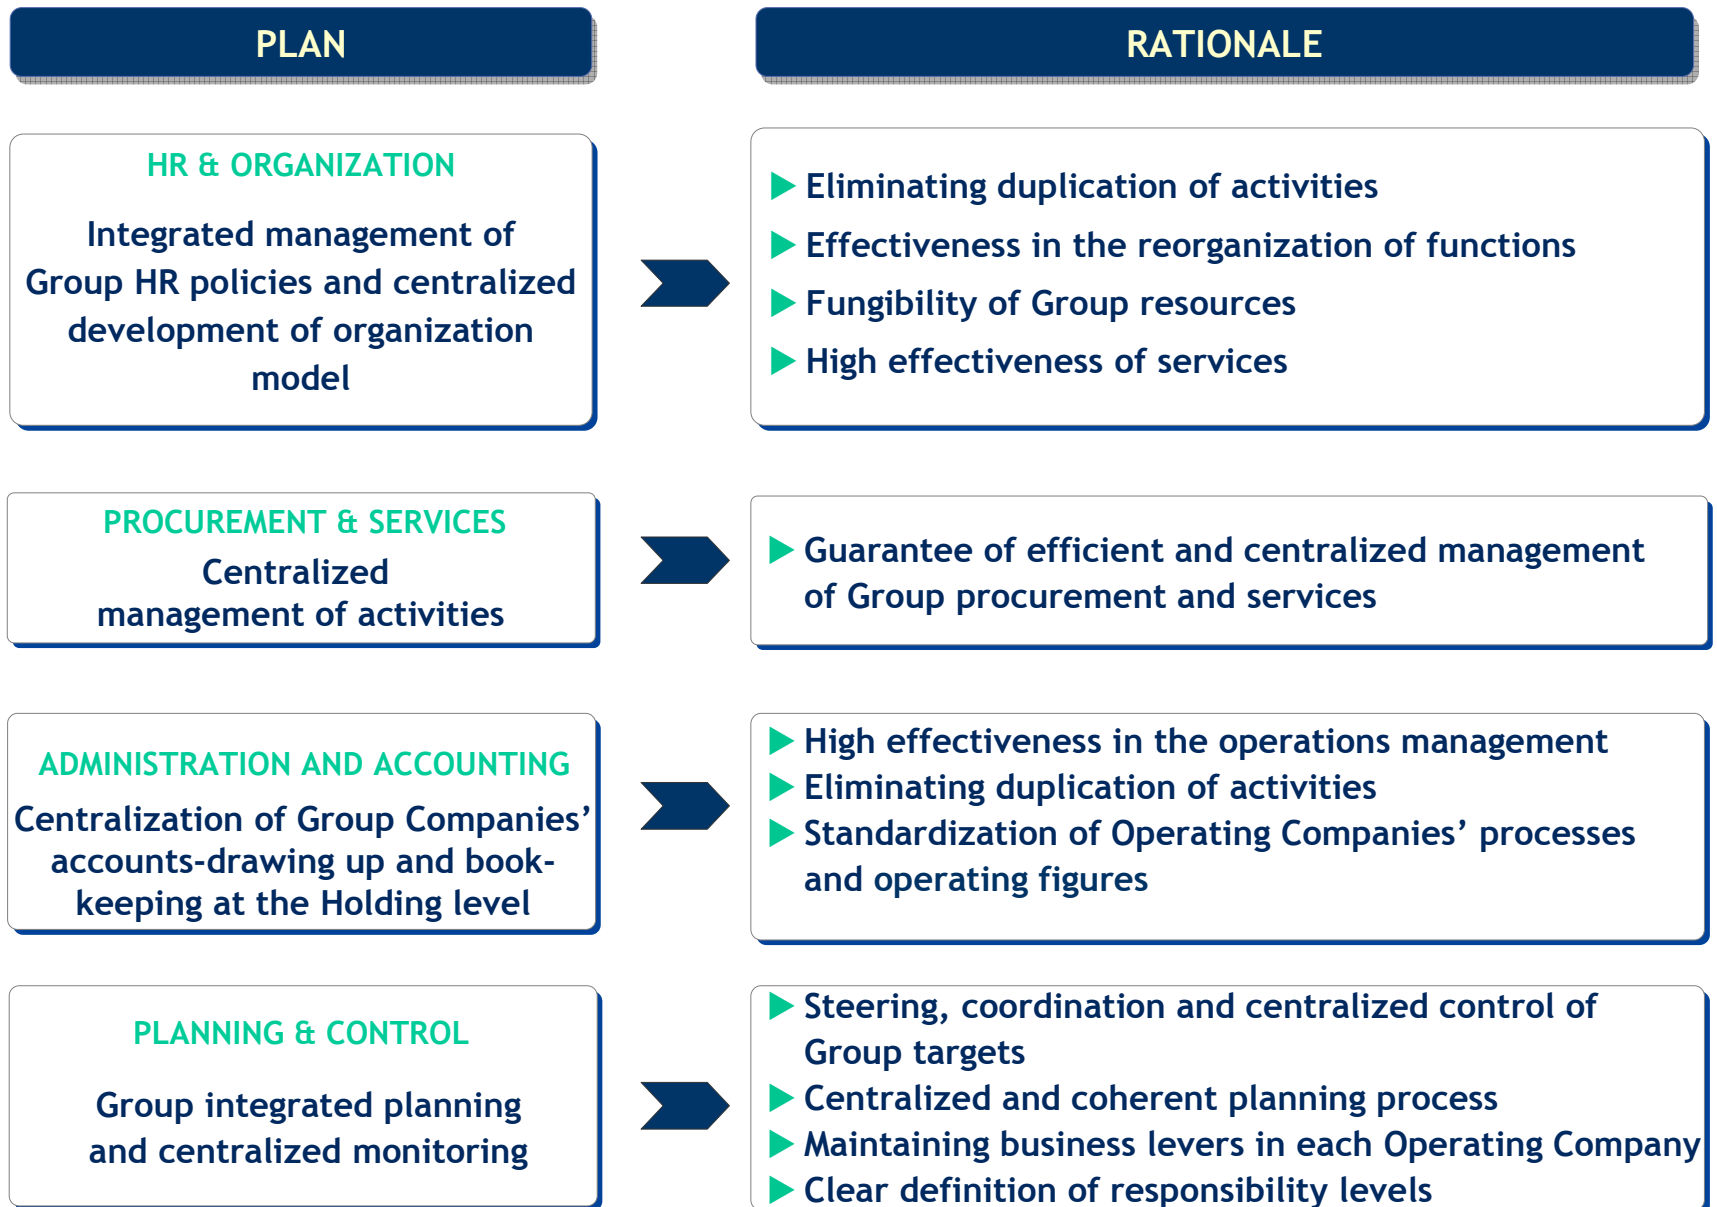 PLAN
RATIONALE
HR & ORGANIZATION
Integrated management of
Group HR policies and centralized
development of organization
model
Eliminating duplication of activities
Effectiveness in the reorganization of functions
Fungibility of Group resources
High effectiveness of services
PROCUREMENT & SERVICES
Centralized
management of activities
Guarantee of efficient and centralized management
of Group procurement and services
ADMINISTRATION AND ACCOUNTING
Centralization of Group Companies’
accounts-drawing up and book-
keeping at the Holding level
High effectiveness in the operations management
Eliminating duplication of activities
Standardization of Operating Companies’ processes
and operating figures
PLANNING & CONTROL
Group integrated planning
and centralized monitoring
Steering, coordination and centralized control of
Group targets
Centralized and coherent planning process
Maintaining business levers in each Operating Company
Clear definition of responsibility levels